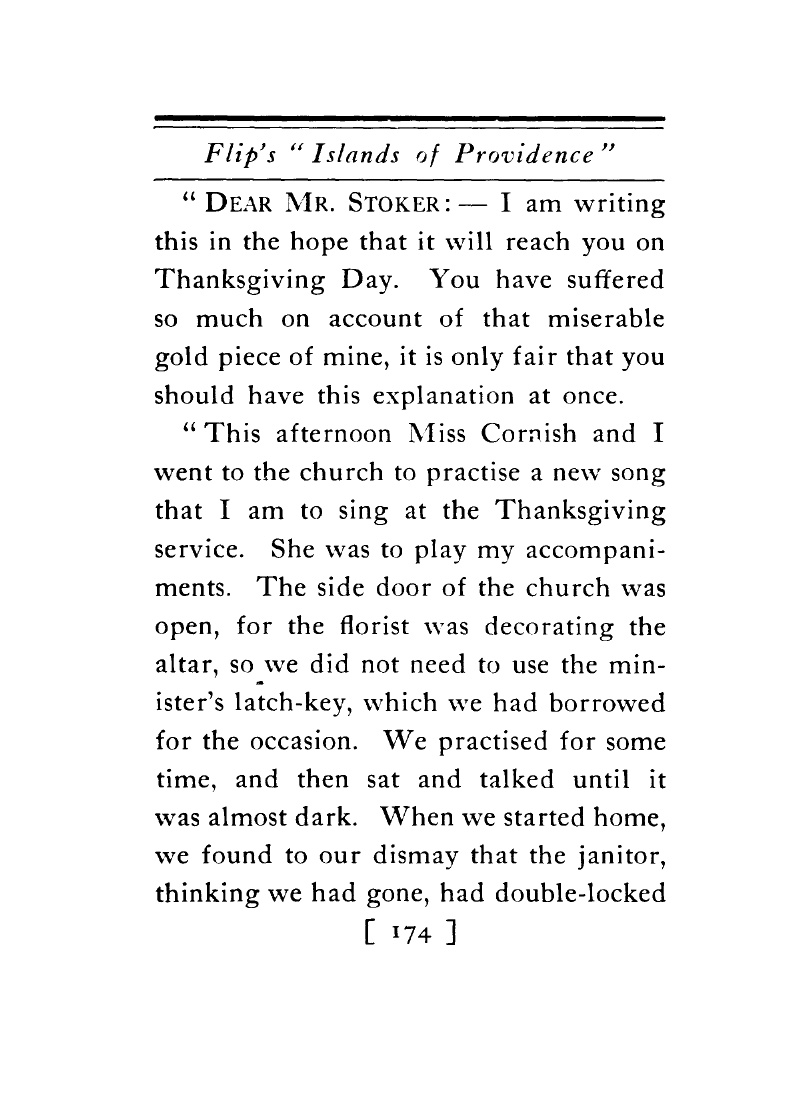 Flip's " Islands of Providence "
" DEAR MR. STOKER: — I am writing
this in the hope that it will reach you on
Thanksgiving Day. You have suffered
so much on account of that miserable
gold piece of mine, it is only fair that you
should have this explanation at once.
" This afternoon Miss Cornish and I
went to the church to practise a new song
that I am to sing at the Thanksgiving
service. She was to play my accompani-
ments. The side door of the church was
open, for the florist was decorating the
altar, so we did not need to use the min-
ister's latch-key, which we had borrowed
for the occasion. We practised for some
time, and then sat and talked until it
was almost dark. When we started home,
we found to our dismay that the janitor,
thinking we had gone, had double-locked
[ 174 ]